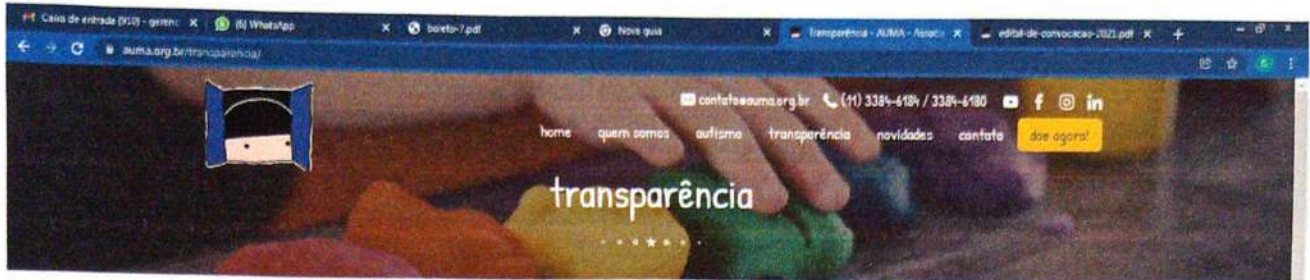 Caixa de entrada (910) - gerenc
(6) WhatsApp
boleto-7.pdf
Nova guia
Transparência - AUMA - Associa
edital-de-convocacao-2021.pdf
auma.org.br/transparencia/
contato@auma.org.br (11) 3384-6184 / 3384-6180
home quem somos autismo transparência novidades contato doe agora!
transparência